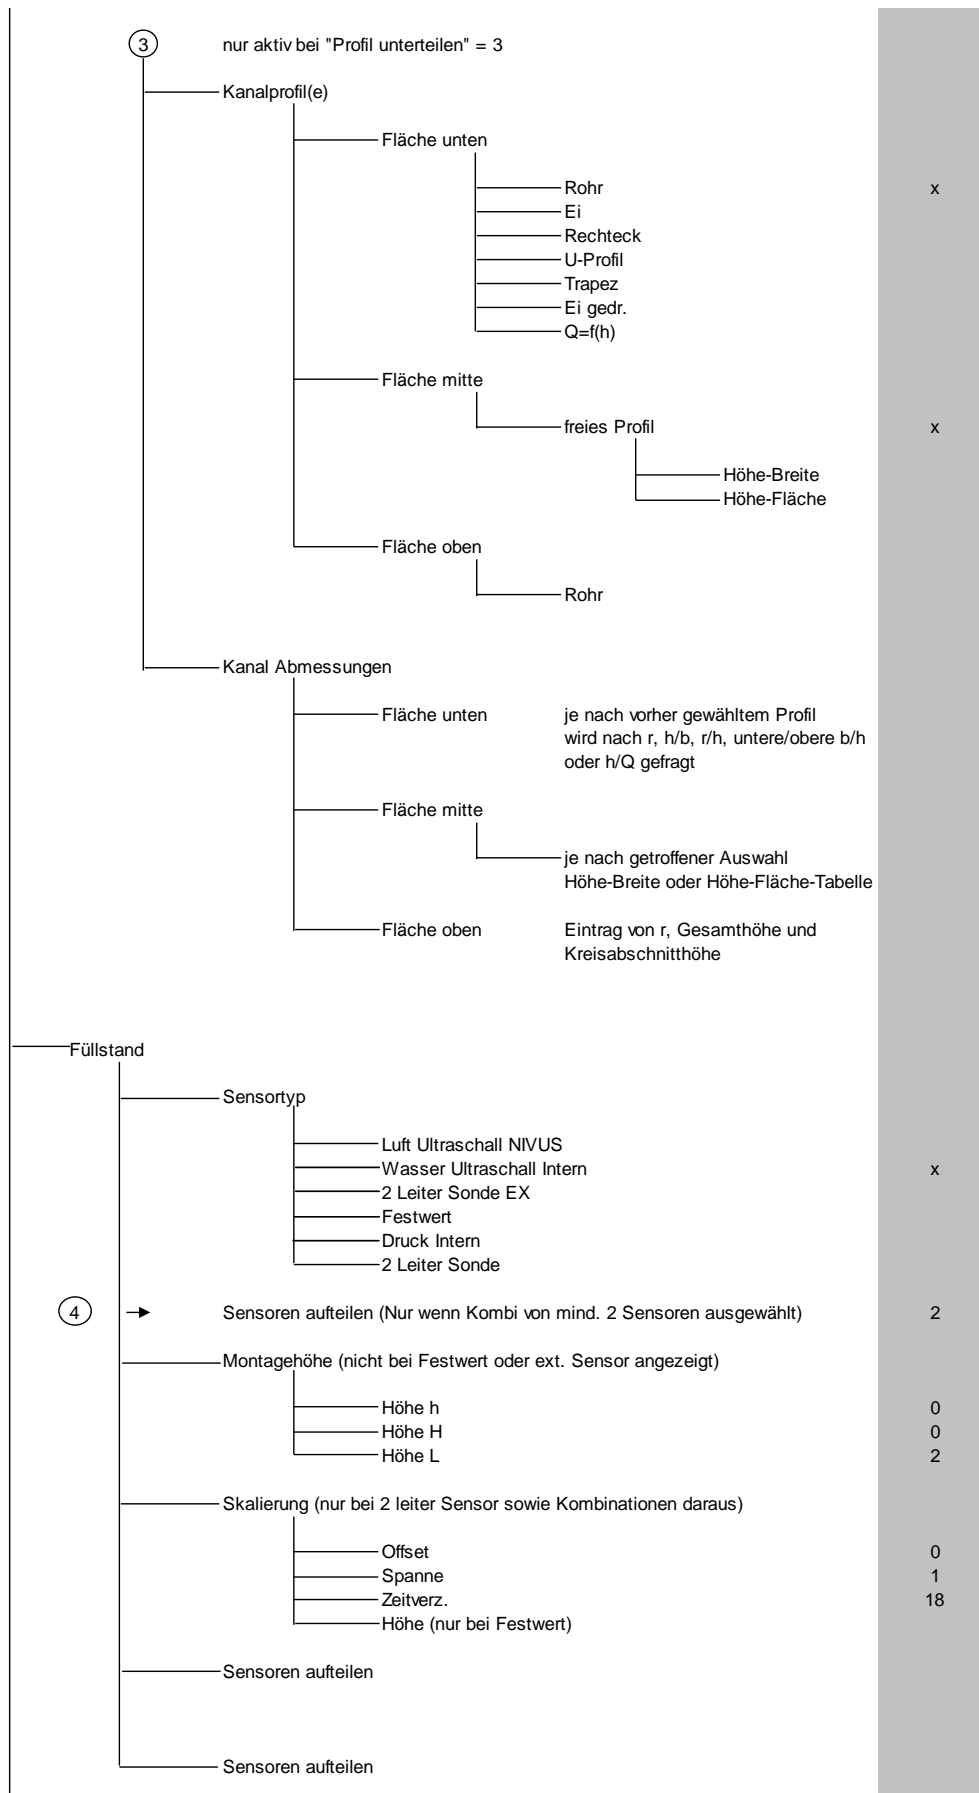 3 nur aktiv bei "Profil unterteilen" = 3
Kanalprofil(e)
Fläche unten
Rohr x
Ei
Rechteck
U-Profil
Trapez
Ei gedr.
Q=f(h)
Fläche mitte
freies Profil x
Höhe-Breite
Höhe-Fläche
Fläche oben
Rohr
Kanal Abmessungen
Fläche unten je nach vorher gewähltem Profil
wird nach r, h/b, r/h, untere/obere b/h
oder h/Q gefragt
Fläche mitte
je nach getroffener Auswahl
Höhe-Breite oder Höhe-Fläche-Tabelle
Fläche oben Eintrag von r, Gesamthöhe und
Kreisabschnitthöhe
Füllstand
Sensortyp
Luft Ultraschall NIVUS
Wasser Ultraschall Intern x
2 Leiter Sonde EX
Festwert
Druck Intern
2 Leiter Sonde
4 Sensoren aufteilen (Nur wenn Kombi von mind. 2 Sensoren ausgewählt) 2
Montagehöhe (nicht bei Festwert oder ext. Sensor angezeigt)
Höhe h 0
Höhe H 0
Höhe L 2
Skalierung (nur bei 2 leiter Sensor sowie Kombinationen daraus)
Offset 0
Spanne 1
Zeitverz. 18
Höhe (nur bei Festwert)
Sensoren aufteilen
Sensoren aufteilen